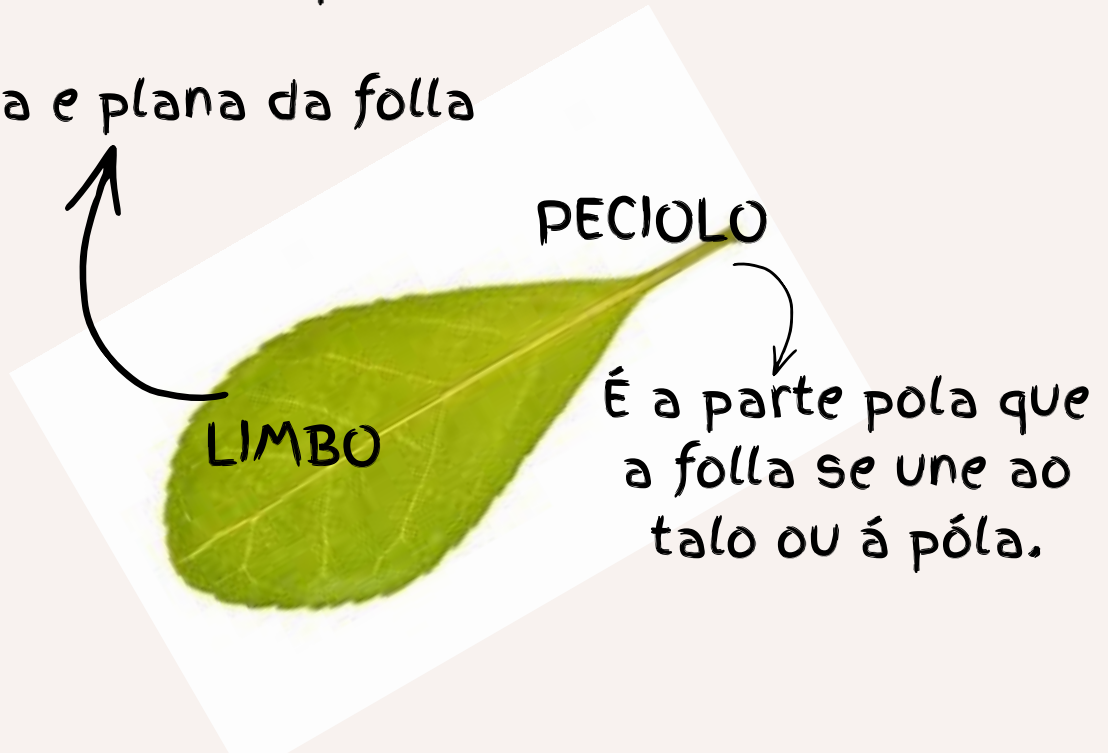 a e plana da folla
PECIOLO
LIMBO
É a parte pola que
a folla se une ao
talo ou á póla.